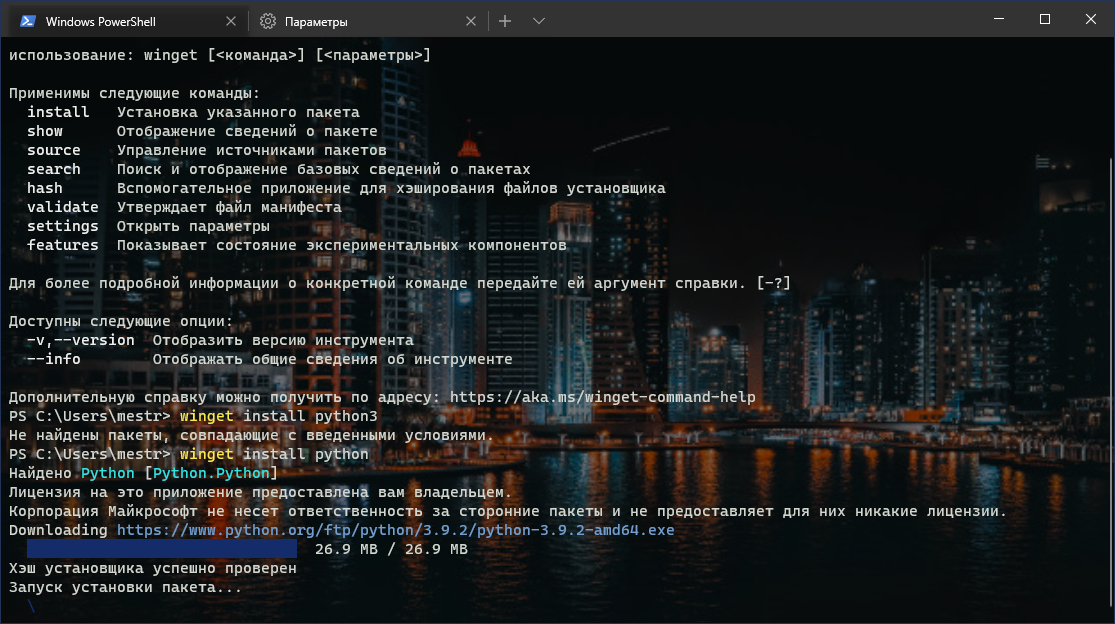 Windows PowerShell
Параметры
использование: winget [<команда>] [<параметры>]
Применимы следующие команды:
install Установка указанного пакета
show Отображение сведений о пакете
source Управление источниками пакетов
search Поиск и отображение базовых сведений о пакетах
hash Вспомогательное приложение для хэширования файлов установщика
validate Утверждает файл манифеста
settings Открыть параметры
features Показывает состояние экспериментальных компонентов
Для более подробной информации о конкретной команде передайте ей аргумент справки. [-?]
Доступны следующие опции:
-v,--version Отобразить версию инструмента
--info Отображать общие сведения об инструменте
Дополнительную справку можно получить по адресу: https://aka.ms/winget-command-help
PS C:\Users\mestr> winget install python3
Не найдены пакеты, совпадающие с введенными условиями.
PS C:\Users\mestr> winget install python
Найдено Python [Python.Python]
Лицензия на это приложение предоставлена вам владельцем.
Корпорация Майкрософт не несет ответственность за сторонние пакеты и не предоставляет для них никакие лицензии.
Downloading https://www.python.org/ftp/python/3.9.2/python-3.9.2-amd64.exe
26.9 MB / 26.9 MB
Хэш установщика успешно проверен
Запуск установки пакета...
\